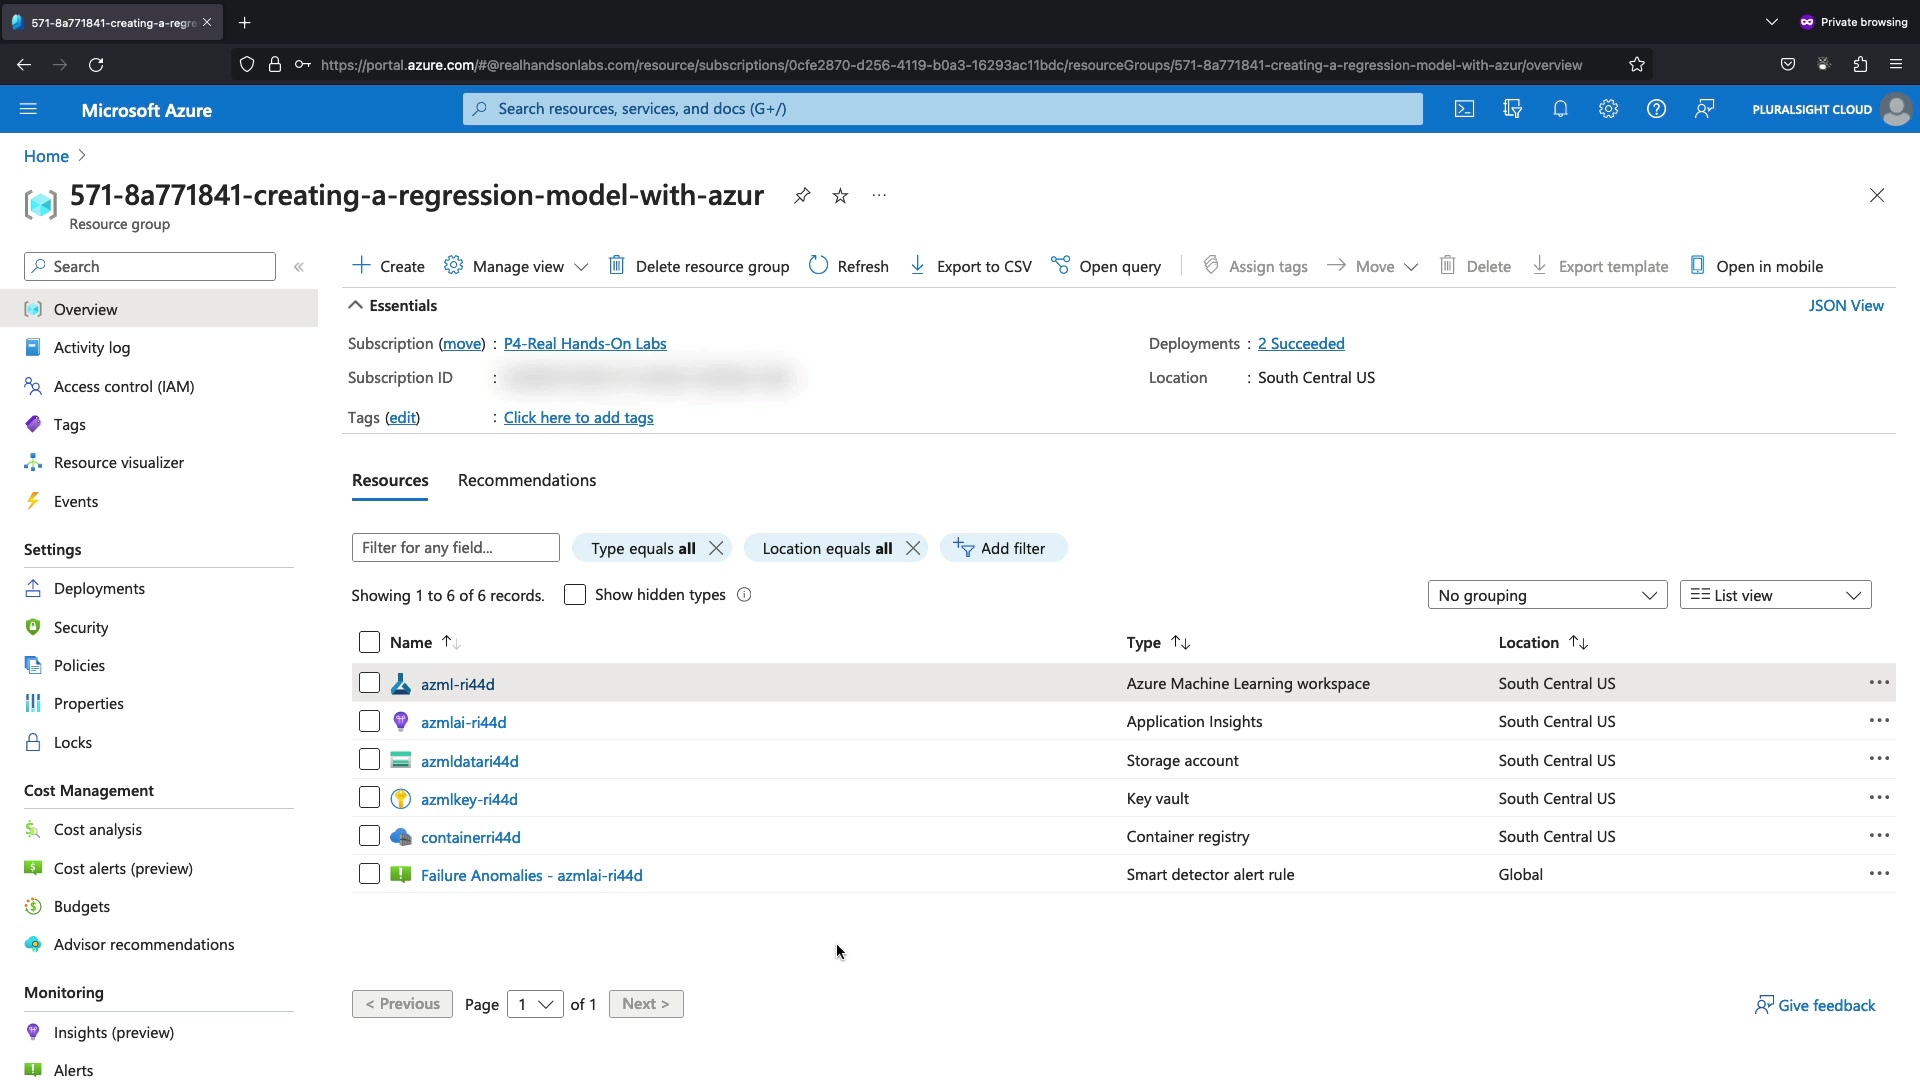 571-8a771841-creating-a-regre
Private browsing
https://portal.azure.com/#@realhandsonlabs.com/resource/subscriptions/0cfe2870-d256-4119-b0a3-16293ac11bdc/resourceGroups/571-8a771841-creating-a-regression-model-with-azur/overview
Microsoft Azure
Search resources, services, and docs (G+/)
PLURALSIGHT CLOUD
Home
571-8a771841-creating-a-regression-model-with-azur
Resource group
Search
Create
Manage view
Delete resource group
Refresh
Export to CSV
Open query
Assign tags
Move
Delete
Export template
Open in mobile
Overview
Activity log
Access control (IAM)
Tags
Resource visualizer
Events
Settings
Deployments
Security
Policies
Properties
Locks
Cost Management
Cost analysis
Cost alerts (preview)
Budgets
Advisor recommendations
Monitoring
Insights (preview)
Alerts
Essentials
JSON View
Subscription (move) : P4-Real Hands-On Labs
Deployments : 2 Succeeded
Subscription ID :
Location : South Central US
Tags (edit) : Click here to add tags
Resources Recommendations
Filter for any field...
Type equals all
Location equals all
Add filter
Showing 1 to 6 of 6 records.
Show hidden types
No grouping
List view
Name Type Location
azml-ri44d Azure Machine Learning workspace South Central US
azmlai-ri44d Application Insights South Central US
azmldatari44d Storage account South Central US
azmlkey-ri44d Key vault South Central US
containerri44d Container registry South Central US
Failure Anomalies - azmlai-ri44d Smart detector alert rule Global
< Previous Page 1 of 1 Next >
Give feedback